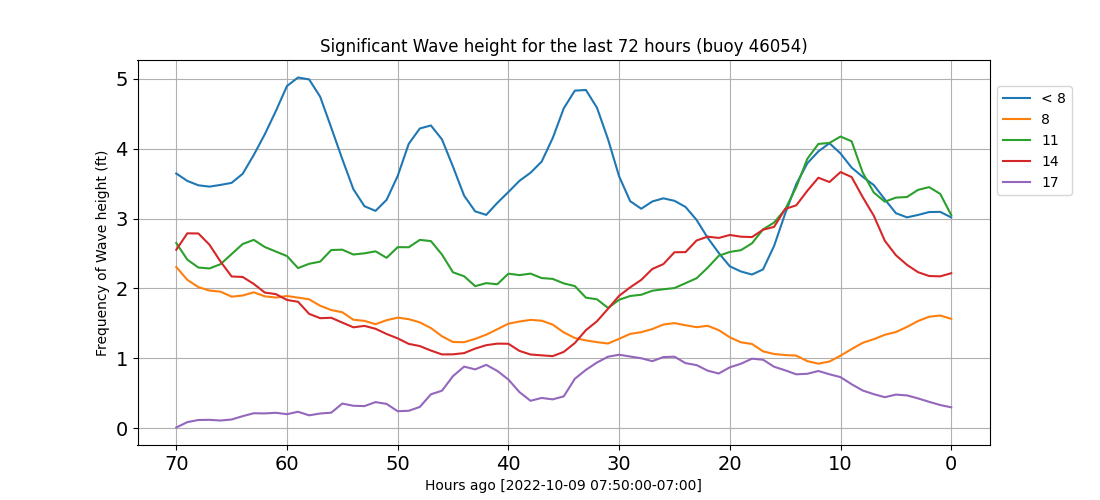 Significant Wave height for the last 72 hours (buoy 46054)
Frequency of Wave height (ft)
5
4
3
2
1
0
70 60 50 40 30 20 10 0
Hours ago [2022-10-09 07:50:00-07:00]
< 8
8
11
14
17